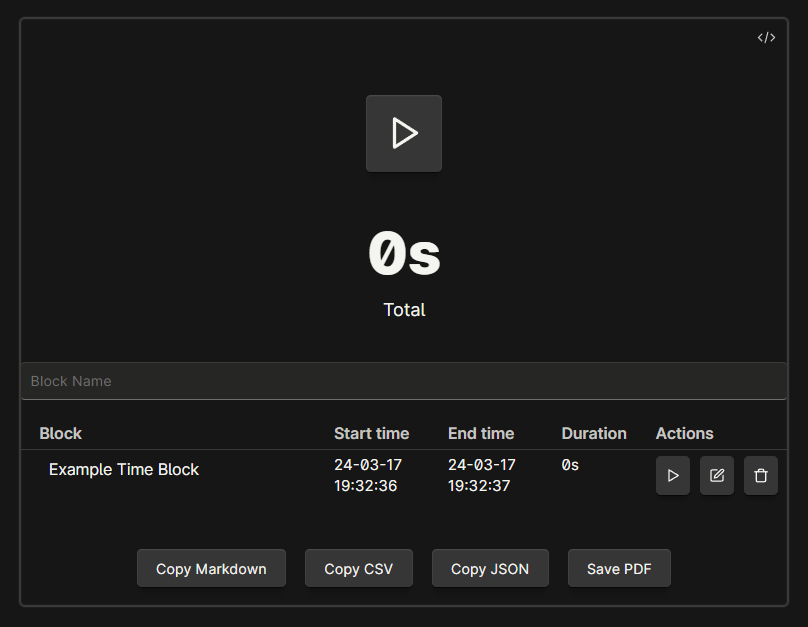 </>
0s
Total
Block Name
Block Start time End time Duration Actions
Example Time Block 24-03-17 19:32:36 24-03-17 19:32:37 0s
Copy Markdown Copy CSV Copy JSON Save PDF